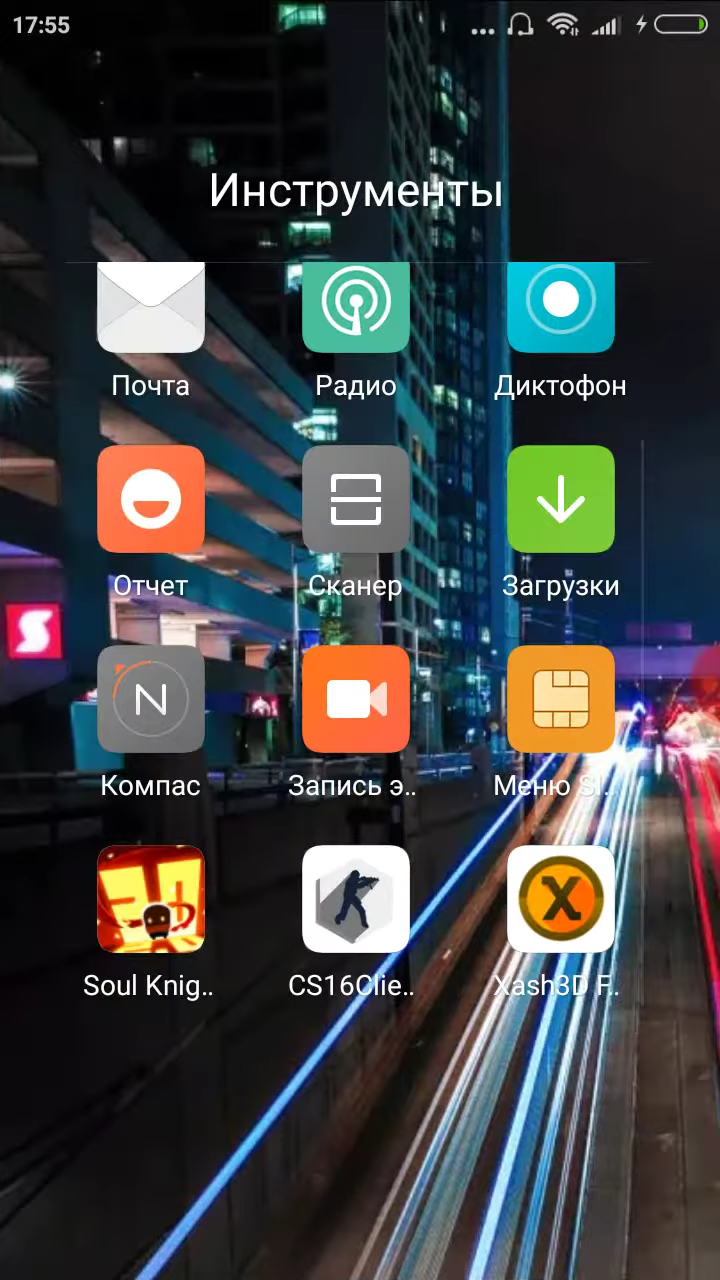 17:55
Инструменты
Почта
Радио
Диктофон
Отчет
Сканер
Загрузки
N
Компас
Запись э..
Меню SI..
X
Soul Knig..
CS16Clie..
Xash3D F..